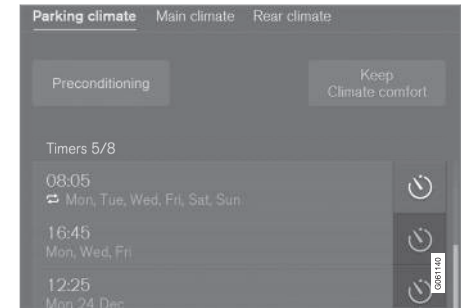 Parking climate Main climate Rear climate
Preconditioning
Keep
Climate comfort
Timers 5/8
08:05
Mon, Tue, Wed, Fri, Sat, Sun
16:45
Mon, Wed, Fri
12:25
Mon 24 Dec
G061140